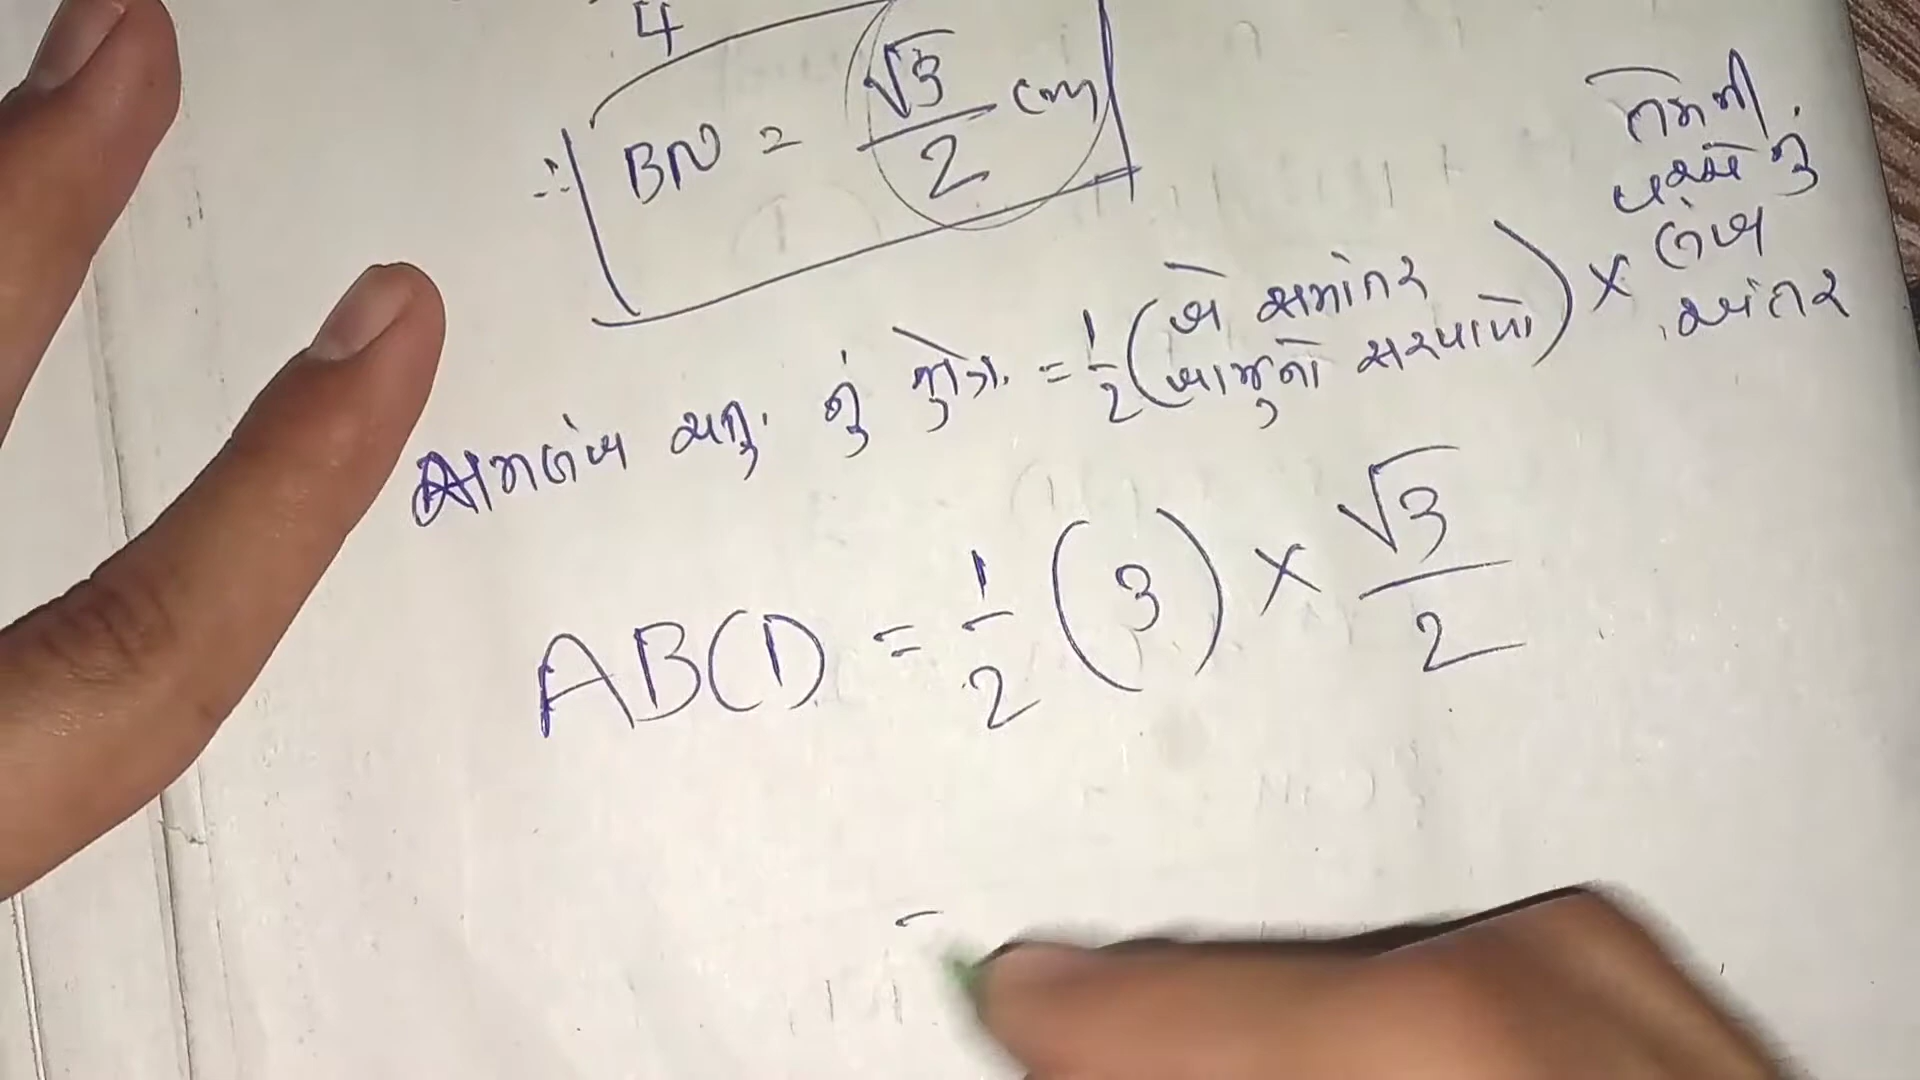 4
∴ BN = √3/2 cm
સમલંબ ચતુ. નું ક્ષેત્ર. = 1/2 (બે સમાંતર બાજુનો સરવાળો) × તેમની વચ્ચેનું લંબ અંતર
ABCD = 1/2 (3) × √3/2